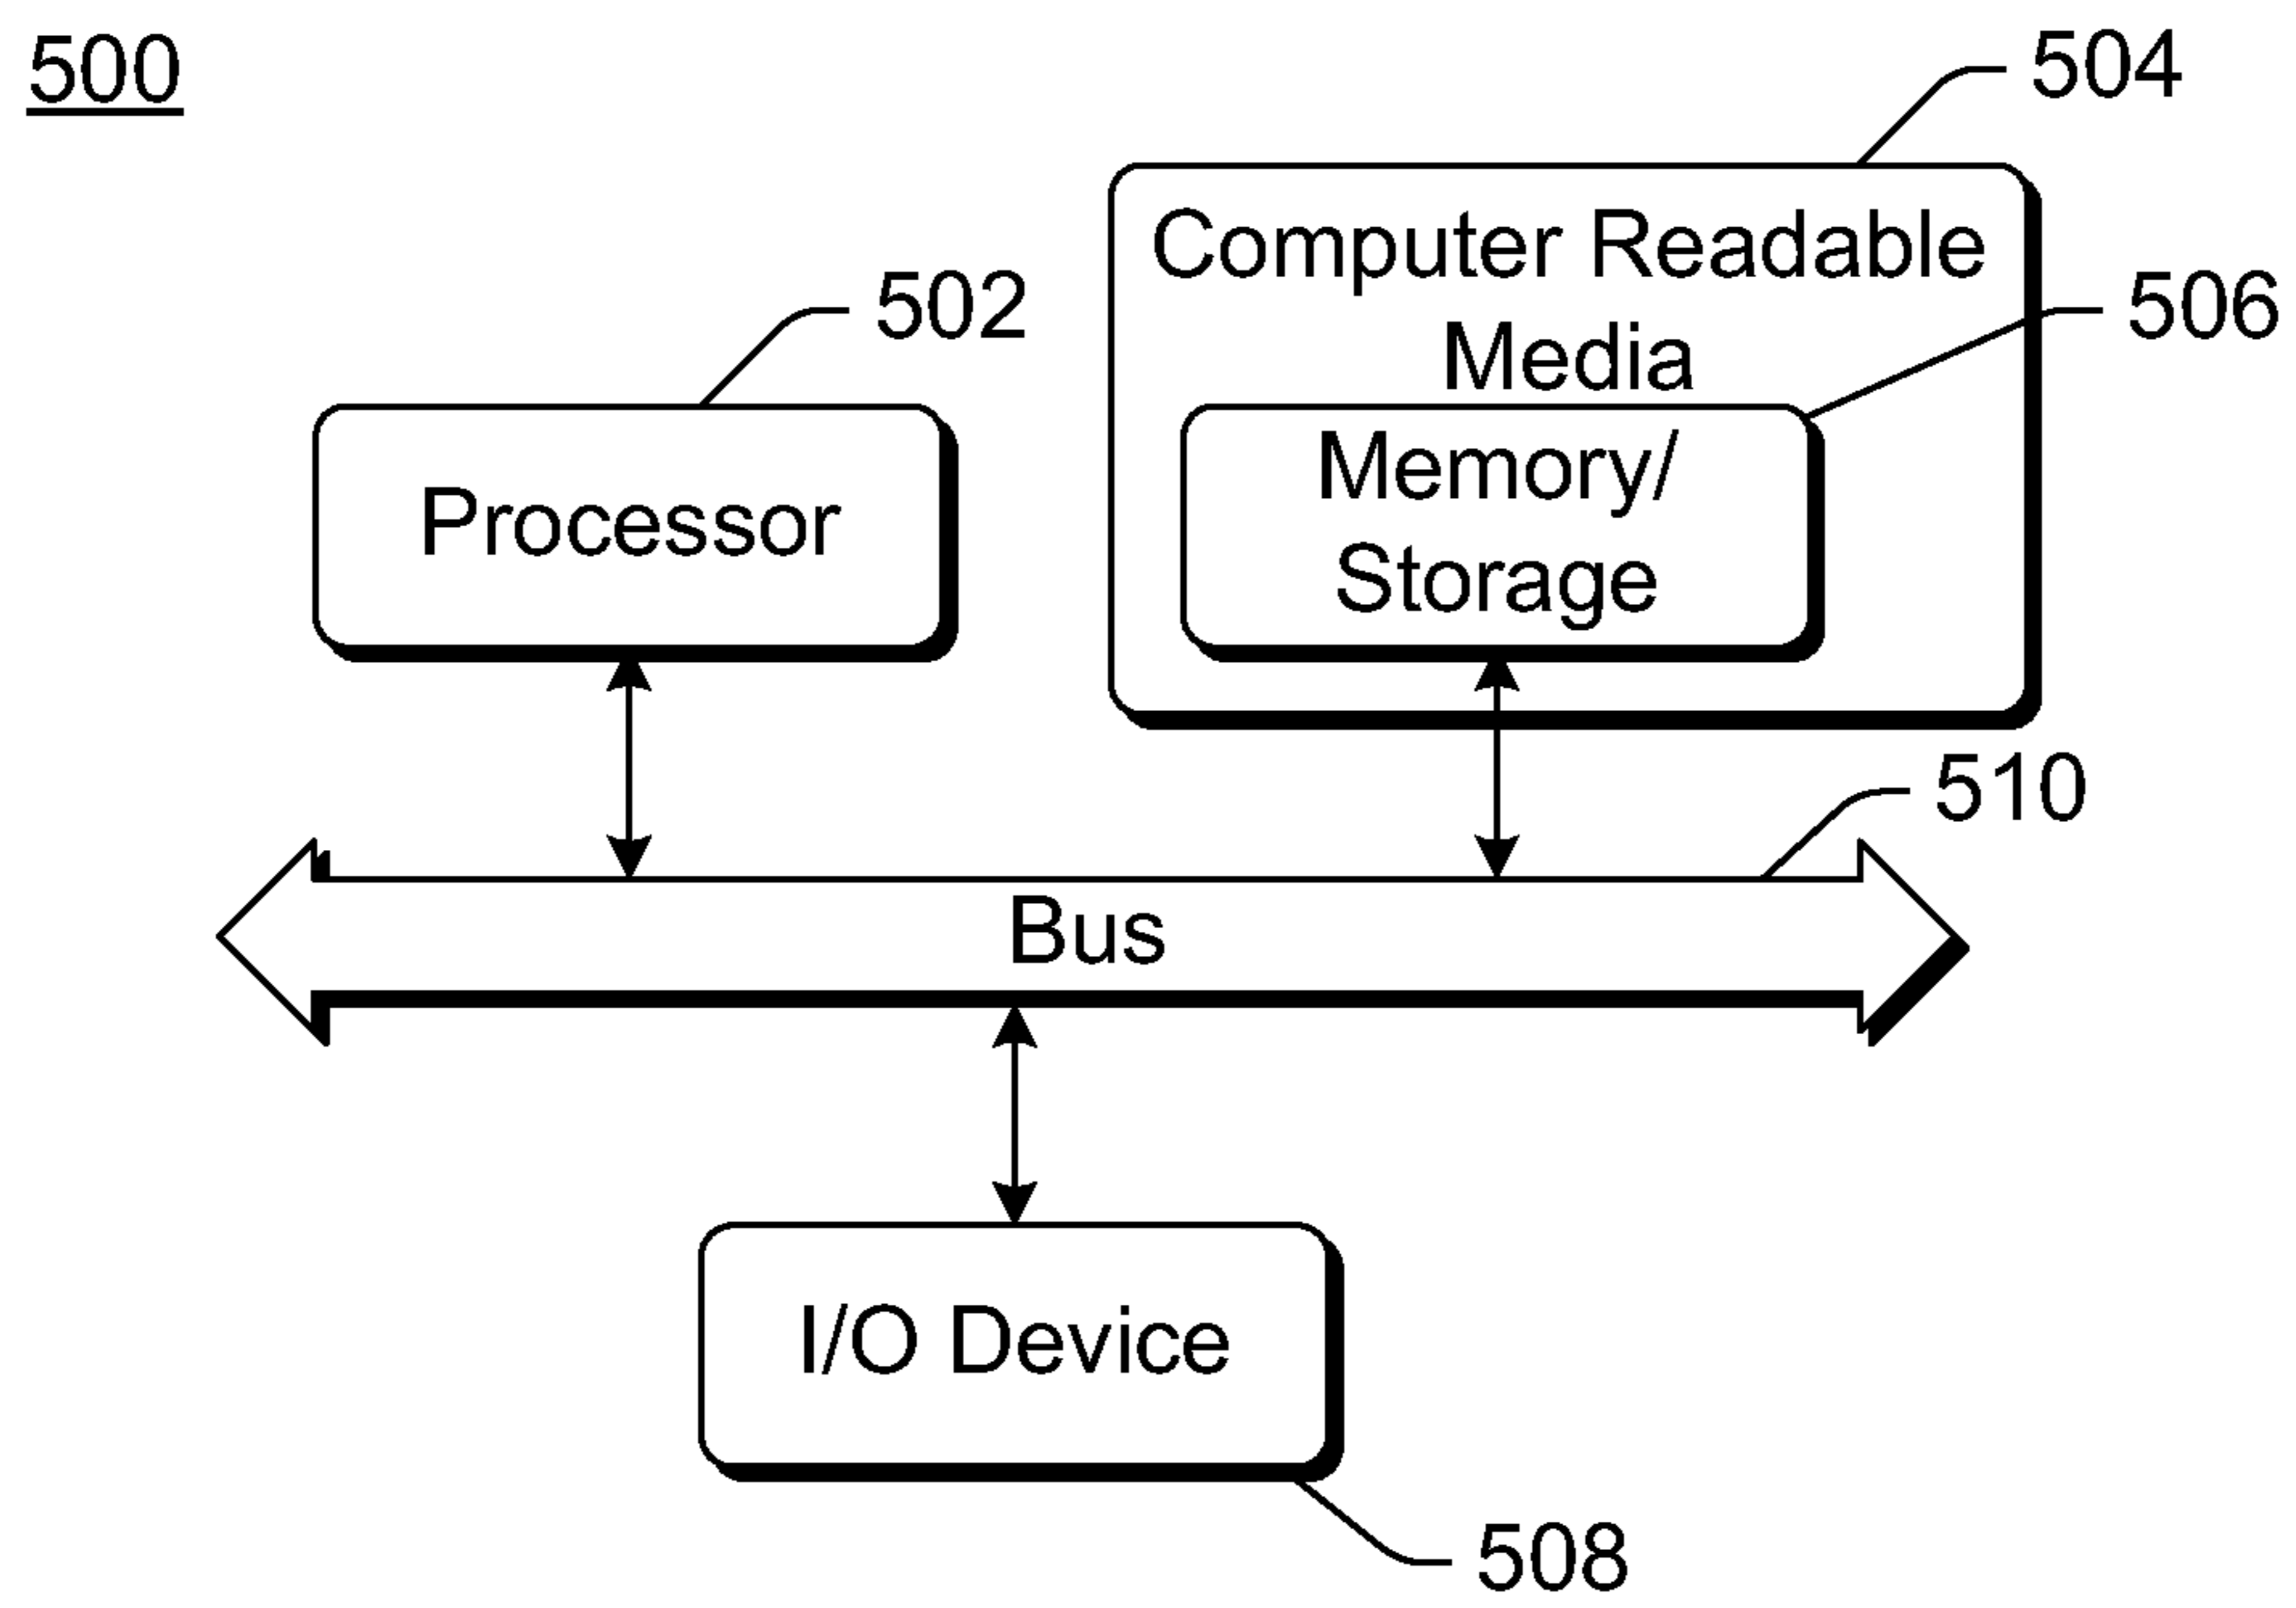 500
504
Computer Readable
502
506
Media
Memory/
Processor
Storage
510
Bus
I/O Device
508